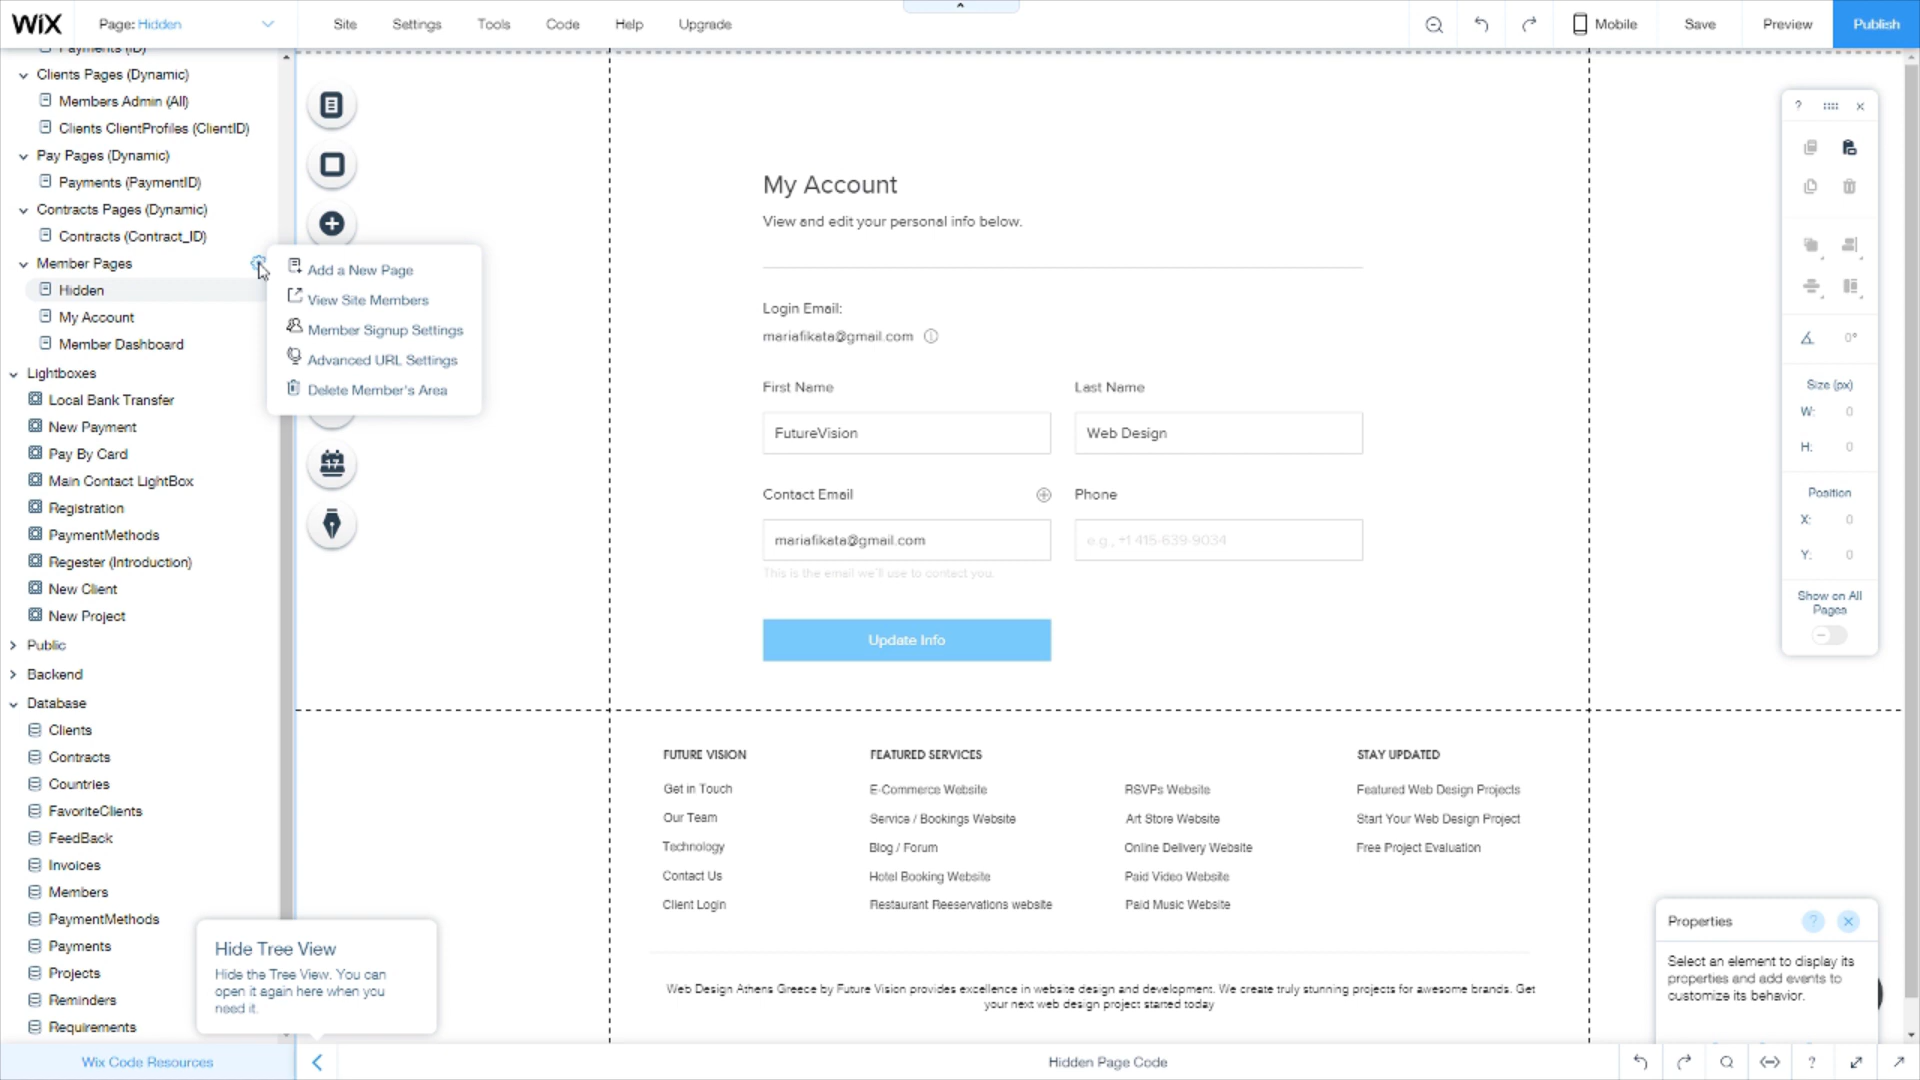 WiX
Page: Hidden
Site
Settings
Tools
Code
Help
Upgrade
Mobile
Save
Preview
Publish
Payments (ID)
Clients Pages (Dynamic)
Members Admin (All)
Clients ClientProfiles (ClientID)
Pay Pages (Dynamic)
Payments (PaymentID)
Contracts Pages (Dynamic)
Contracts (Contract_ID)
Member Pages
Hidden
My Account
Member Dashboard
Lightboxes
Local Bank Transfer
New Payment
Pay By Card
Main Contact LightBox
Registration
PaymentMethods
Regester (Introduction)
New Client
New Project
Public
Backend
Database
Clients
Contracts
Countries
FavoriteClients
FeedBack
Invoices
Members
PaymentMethods
Payments
Projects
Reminders
Requirements
Wix Code Resources
Add a New Page
View Site Members
Member Signup Settings
Advanced URL Settings
Delete Member's Area
Hide Tree View
Hide the Tree View. You can
open it again here when you
need it.
My Account
View and edit your personal info below.
Login Email:
mariafikata@gmail.com
First Name
Last Name
FutureVision
Web Design
Contact Email
Phone
mariafikata@gmail.com
e.g., +1 415-639-9034
This is the email we'll use to contact you.
Update Info
FUTURE VISION
Get in Touch
Our Team
Technology
Contact Us
Client Login
FEATURED SERVICES
E-Commerce Website
Service / Bookings Website
Blog / Forum
Hotel Booking Website
Restaurant Reeservations website
RSVPs Website
Art Store Website
Online Delivery Website
Paid Video Website
Paid Music Website
STAY UPDATED
Featured Web Design Projects
Start Your Web Design Project
Free Project Evaluation
Web Design Athens Greece by Future Vision provides excellence in website design and development. We create truly stunning projects for awesome brands. Get
your next web design project started today
?
0°
Size (px)
W: 0
H: 0
Position
X: 0
Y: 0
Show on All
Pages
Properties
?
Select an element to display its
properties and add events to
customize its behavior.
Hidden Page Code
?